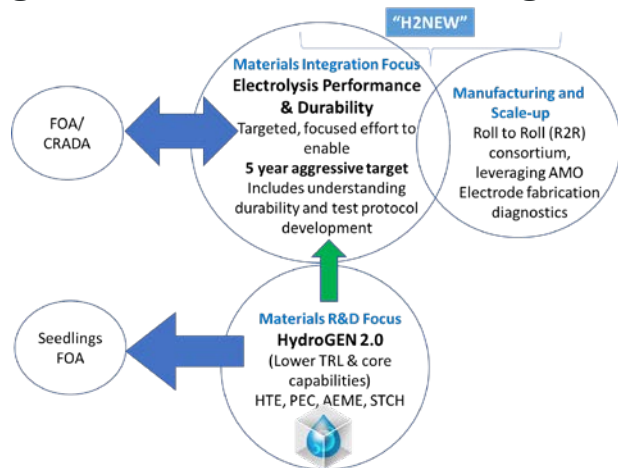 "H2NEW"
Materials Integration Focus
Electrolysis Performance
& Durability
Targeted, focused effort to
enable
5 year aggressive target
Includes understanding
durability and test protocol
development
Manufacturing and
Scale-up
Roll to Roll (R2R)
consortium,
leveraging AMO
Electrode fabrication
diagnostics
FOA/
CRADA
Materials R&D Focus
HydroGEN 2.0
(Lower TRL & core
capabilities)
HTE, PEC, AEME, STCH
Seedlings
FOA